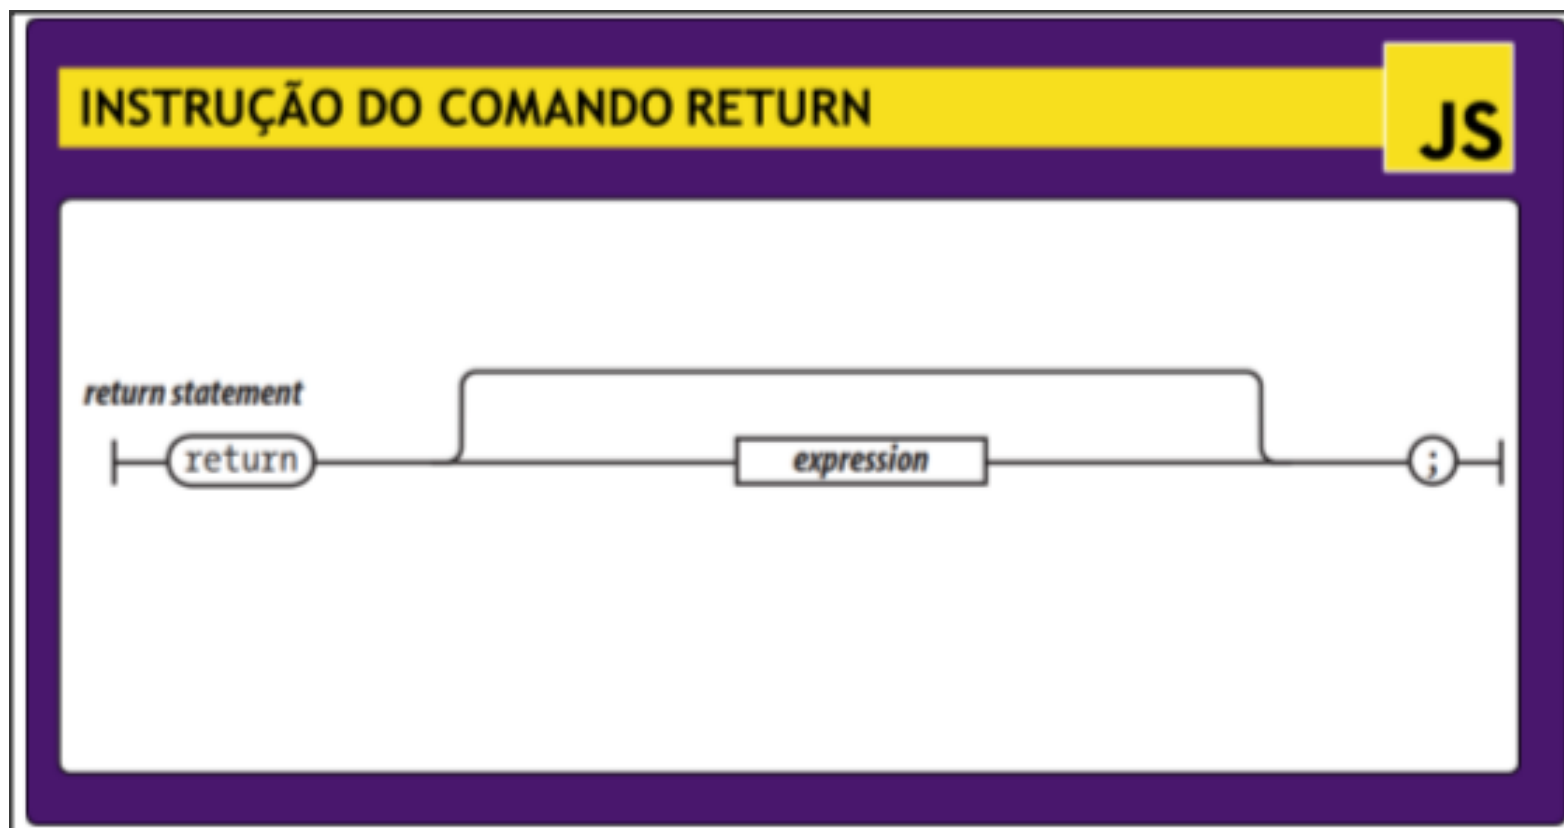 INSTRUÇÃO DO COMANDO RETURN
JS
return statement
return
expression
;